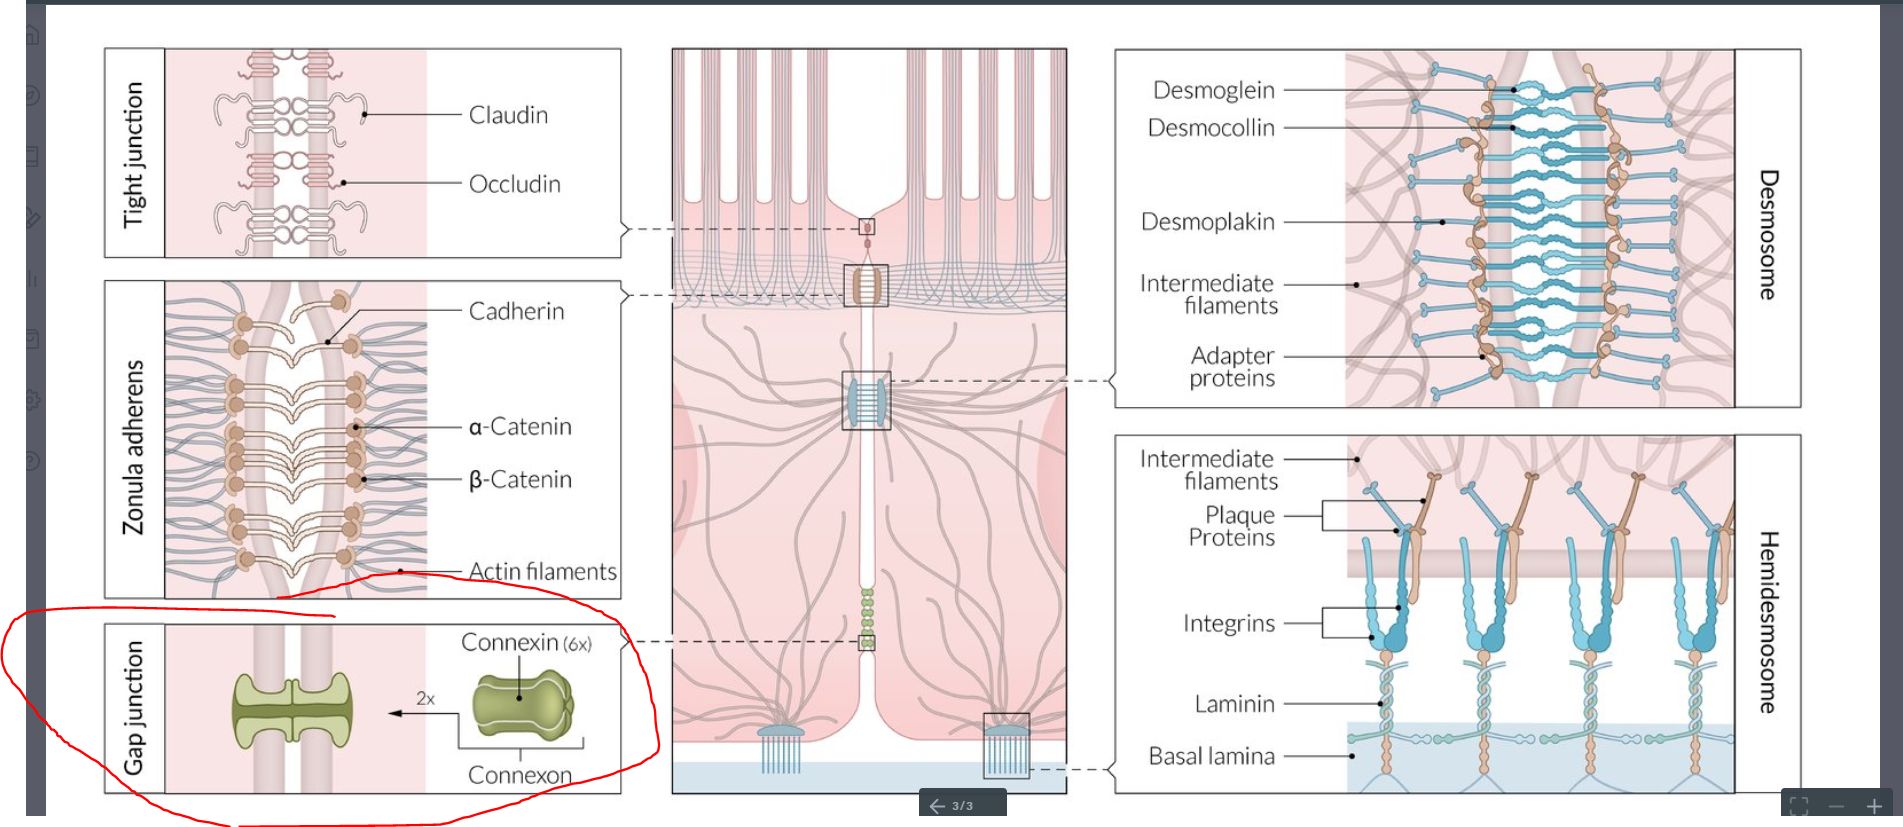 Tight junction
Claudin
Occludin
Zonula adherens
Cadherin
α-Catenin
β-Catenin
Actin filaments
Gap junction
Connexin (6x)
2x
Connexon
Desmosome
Desmoglein
Desmocollin
Desmoplakin
Intermediate
filaments
Adapter
proteins
Hemidesmosome
Intermediate
filaments
Plaque
Proteins
Integrins
Laminin
Basal lamina
3/3